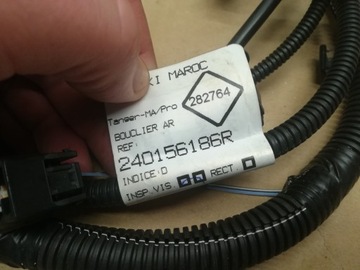 KI MAROC
Tanger-MA/Pro
282764
BOUCLIER AR
REF:
240156186R
INDICE:D
INSP VIS RECT